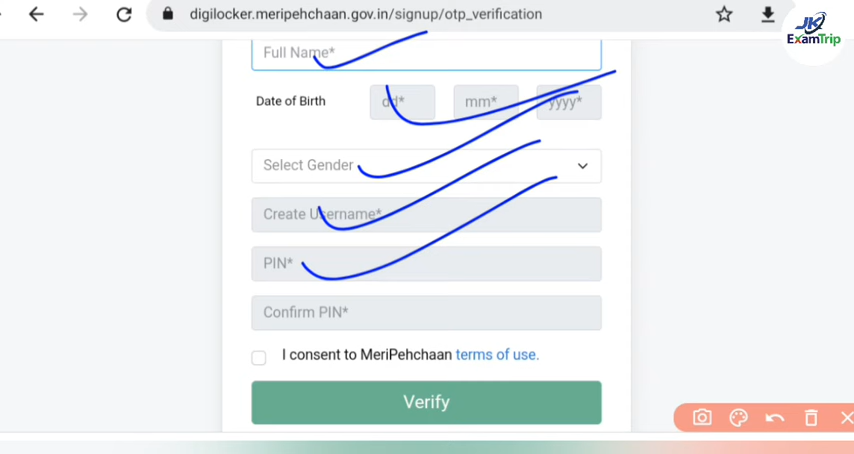 digilocker.meripehchaan.gov.in/signup/otp_verification
JK
ExamTrip
Full Name*
Date of Birth dd* mm* yyyy*
Select Gender
Create Username*
PIN*
Confirm PIN*
I consent to MeriPehchaan terms of use.
Verify